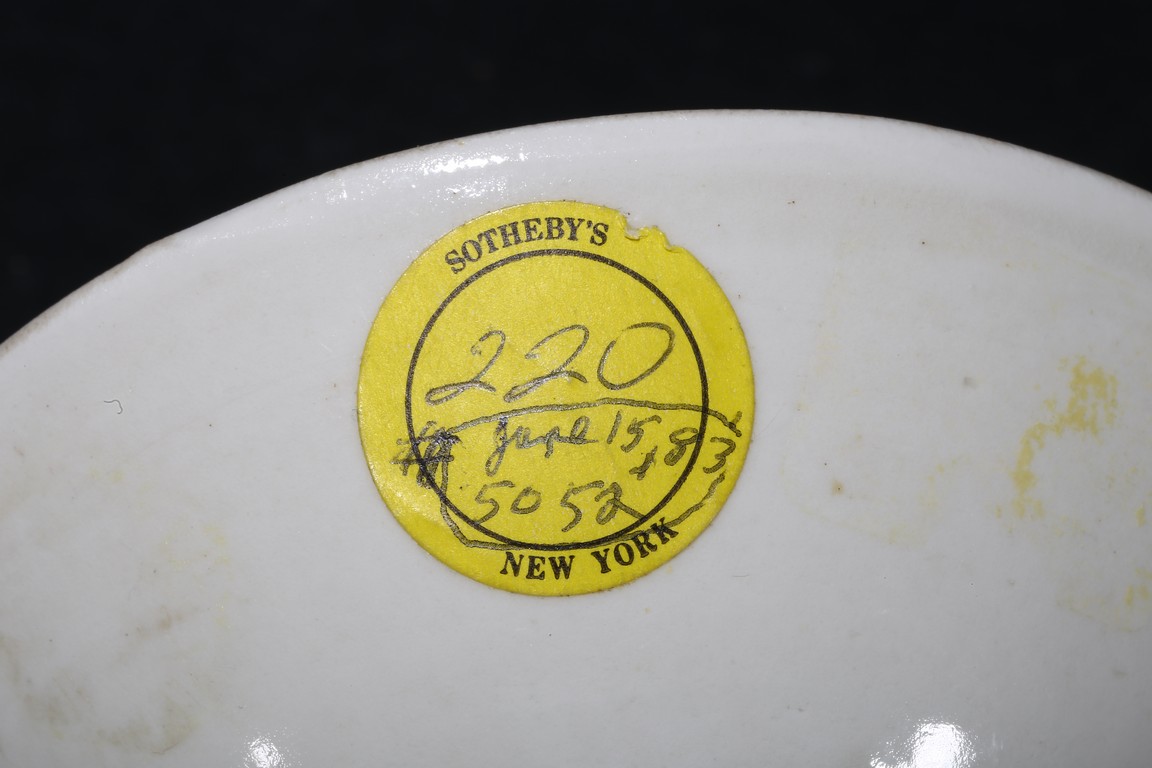 SOTHEBY'S
220
June 15 83
5052
NEW YORK